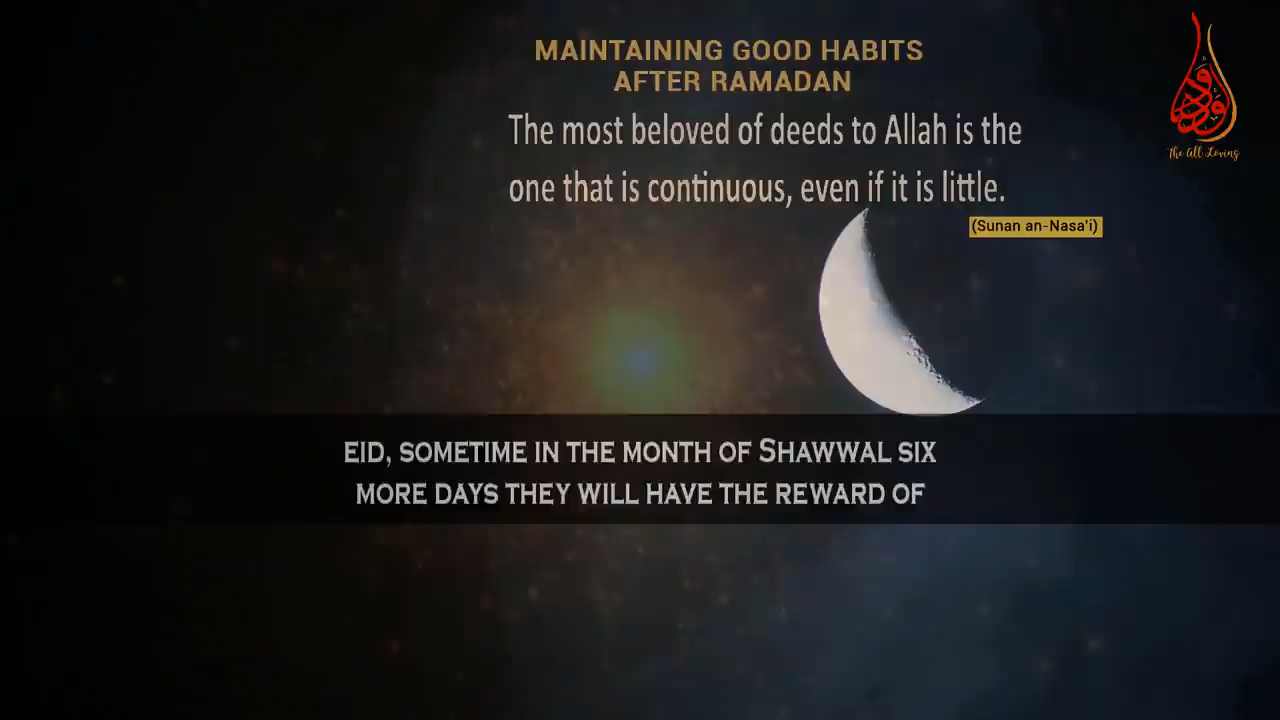 MAINTAINING GOOD HABITS
AFTER RAMADAN
The most beloved of deeds to Allah is the
one that is continuous, even if it is little.
(Sunan an-Nasa'i)
The All Loving
EID, SOMETIME IN THE MONTH OF SHAWWAL SIX
MORE DAYS THEY WILL HAVE THE REWARD OF